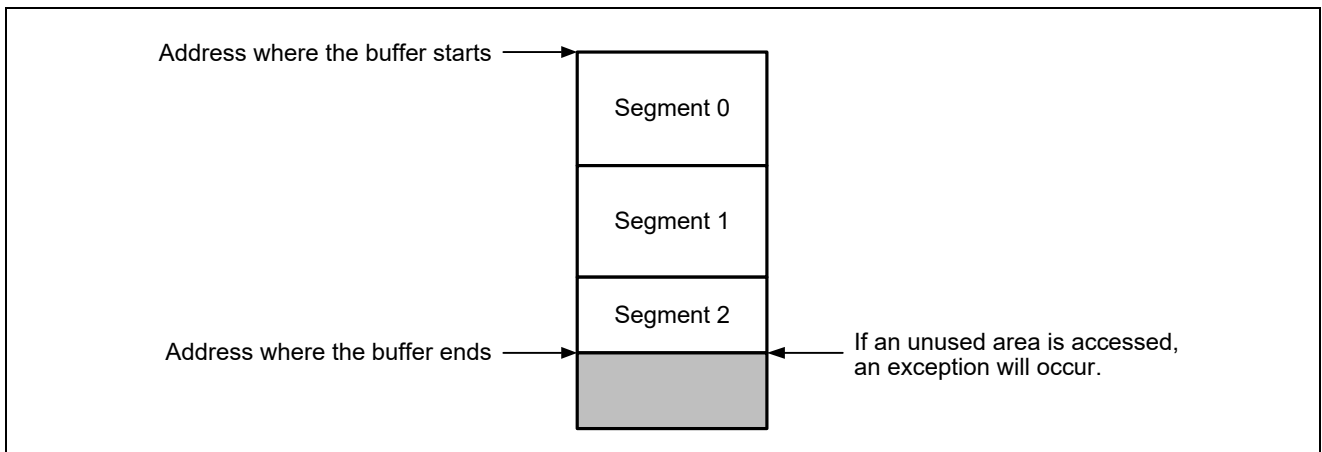 Address where the buffer starts
Segment 0
Segment 1
Segment 2
Address where the buffer ends
If an unused area is accessed,
an exception will occur.